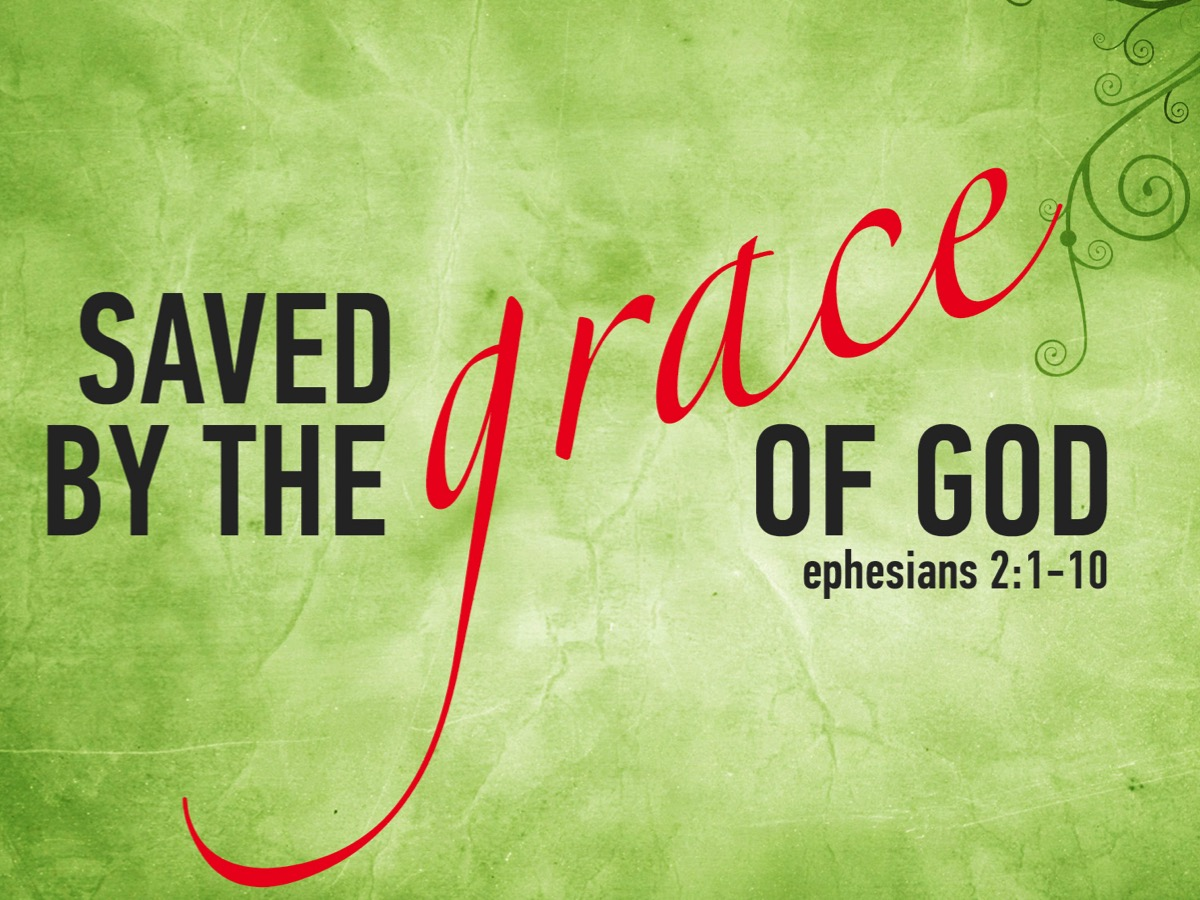 SAVED
BY THE grace
OF GOD
ephesians 2:1-10